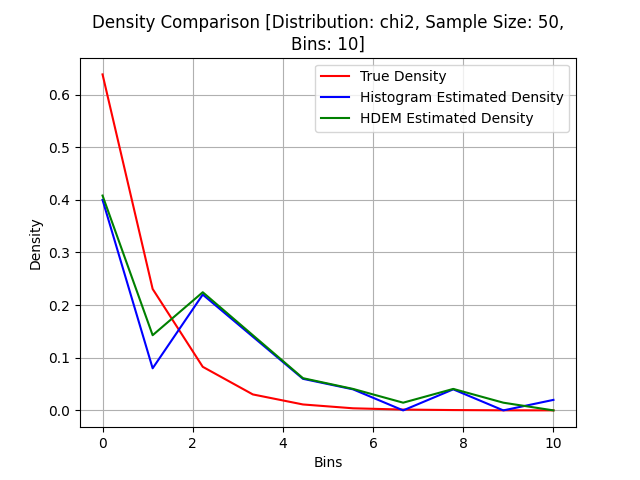 Density Comparison [Distribution: chi2, Sample Size: 50,
Bins: 10]
True Density
Histogram Estimated Density
HDEM Estimated Density
Density
0.6
0.5
0.4
0.3
0.2
0.1
0.0
0 2 4 6 8 10
Bins